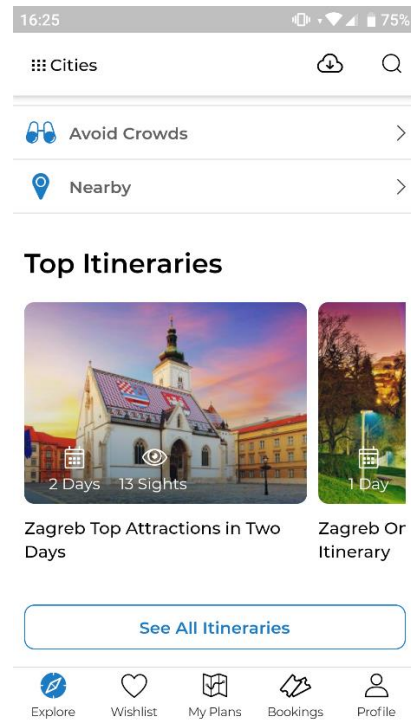 16:25
75%
Cities
Avoid Crowds
Nearby
Top Itineraries
2 Days
13 Sights
1 Day
Zagreb Top Attractions in Two
Days
Zagreb
Itinerary
See All Itineraries
Explore
Wishlist
My Plans
Bookings
Profile